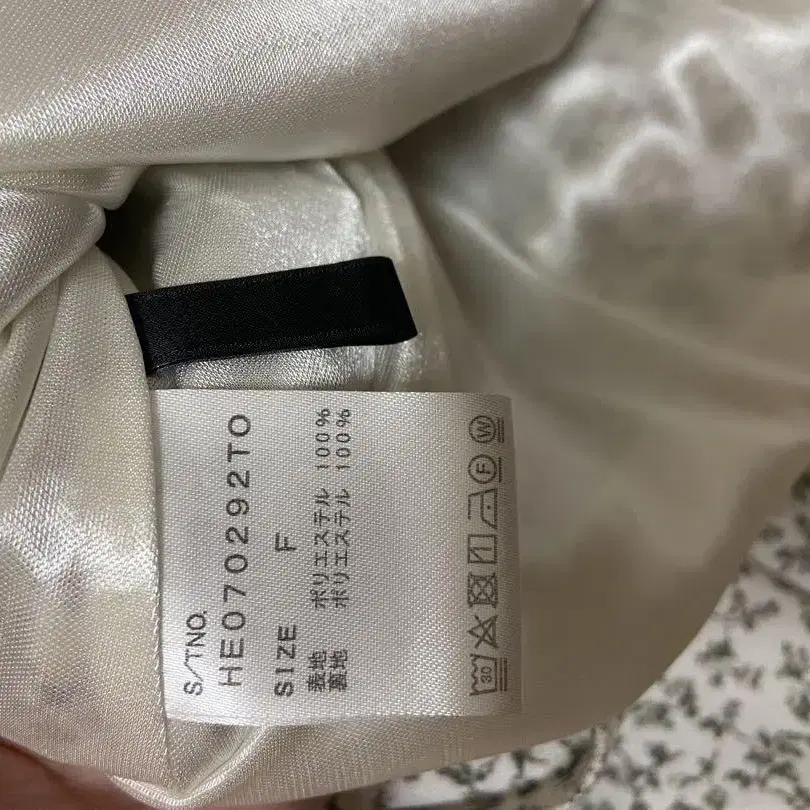 S/TNO.
HE070292TO
SIZE F
表地 ポリエステル 100%
裏地 ポリエステル 100%
30 F W